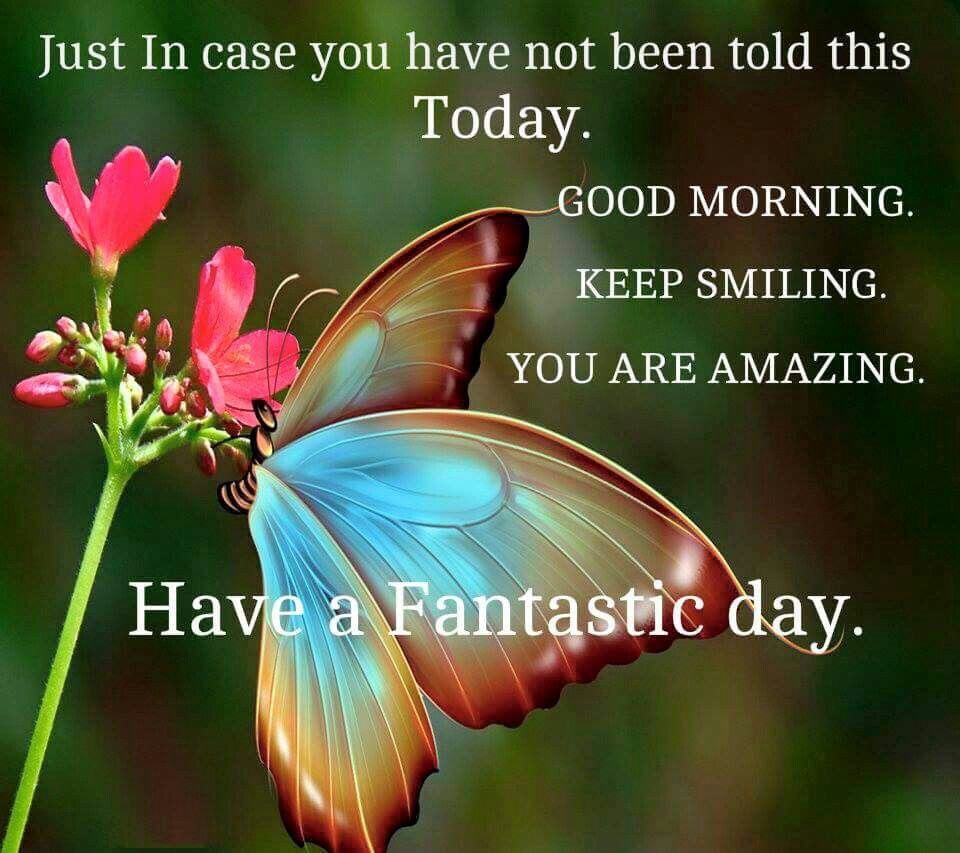 Just In case you have not been told this
Today.
GOOD MORNING.
KEEP SMILING.
YOU ARE AMAZING.
Have a Fantastic day.